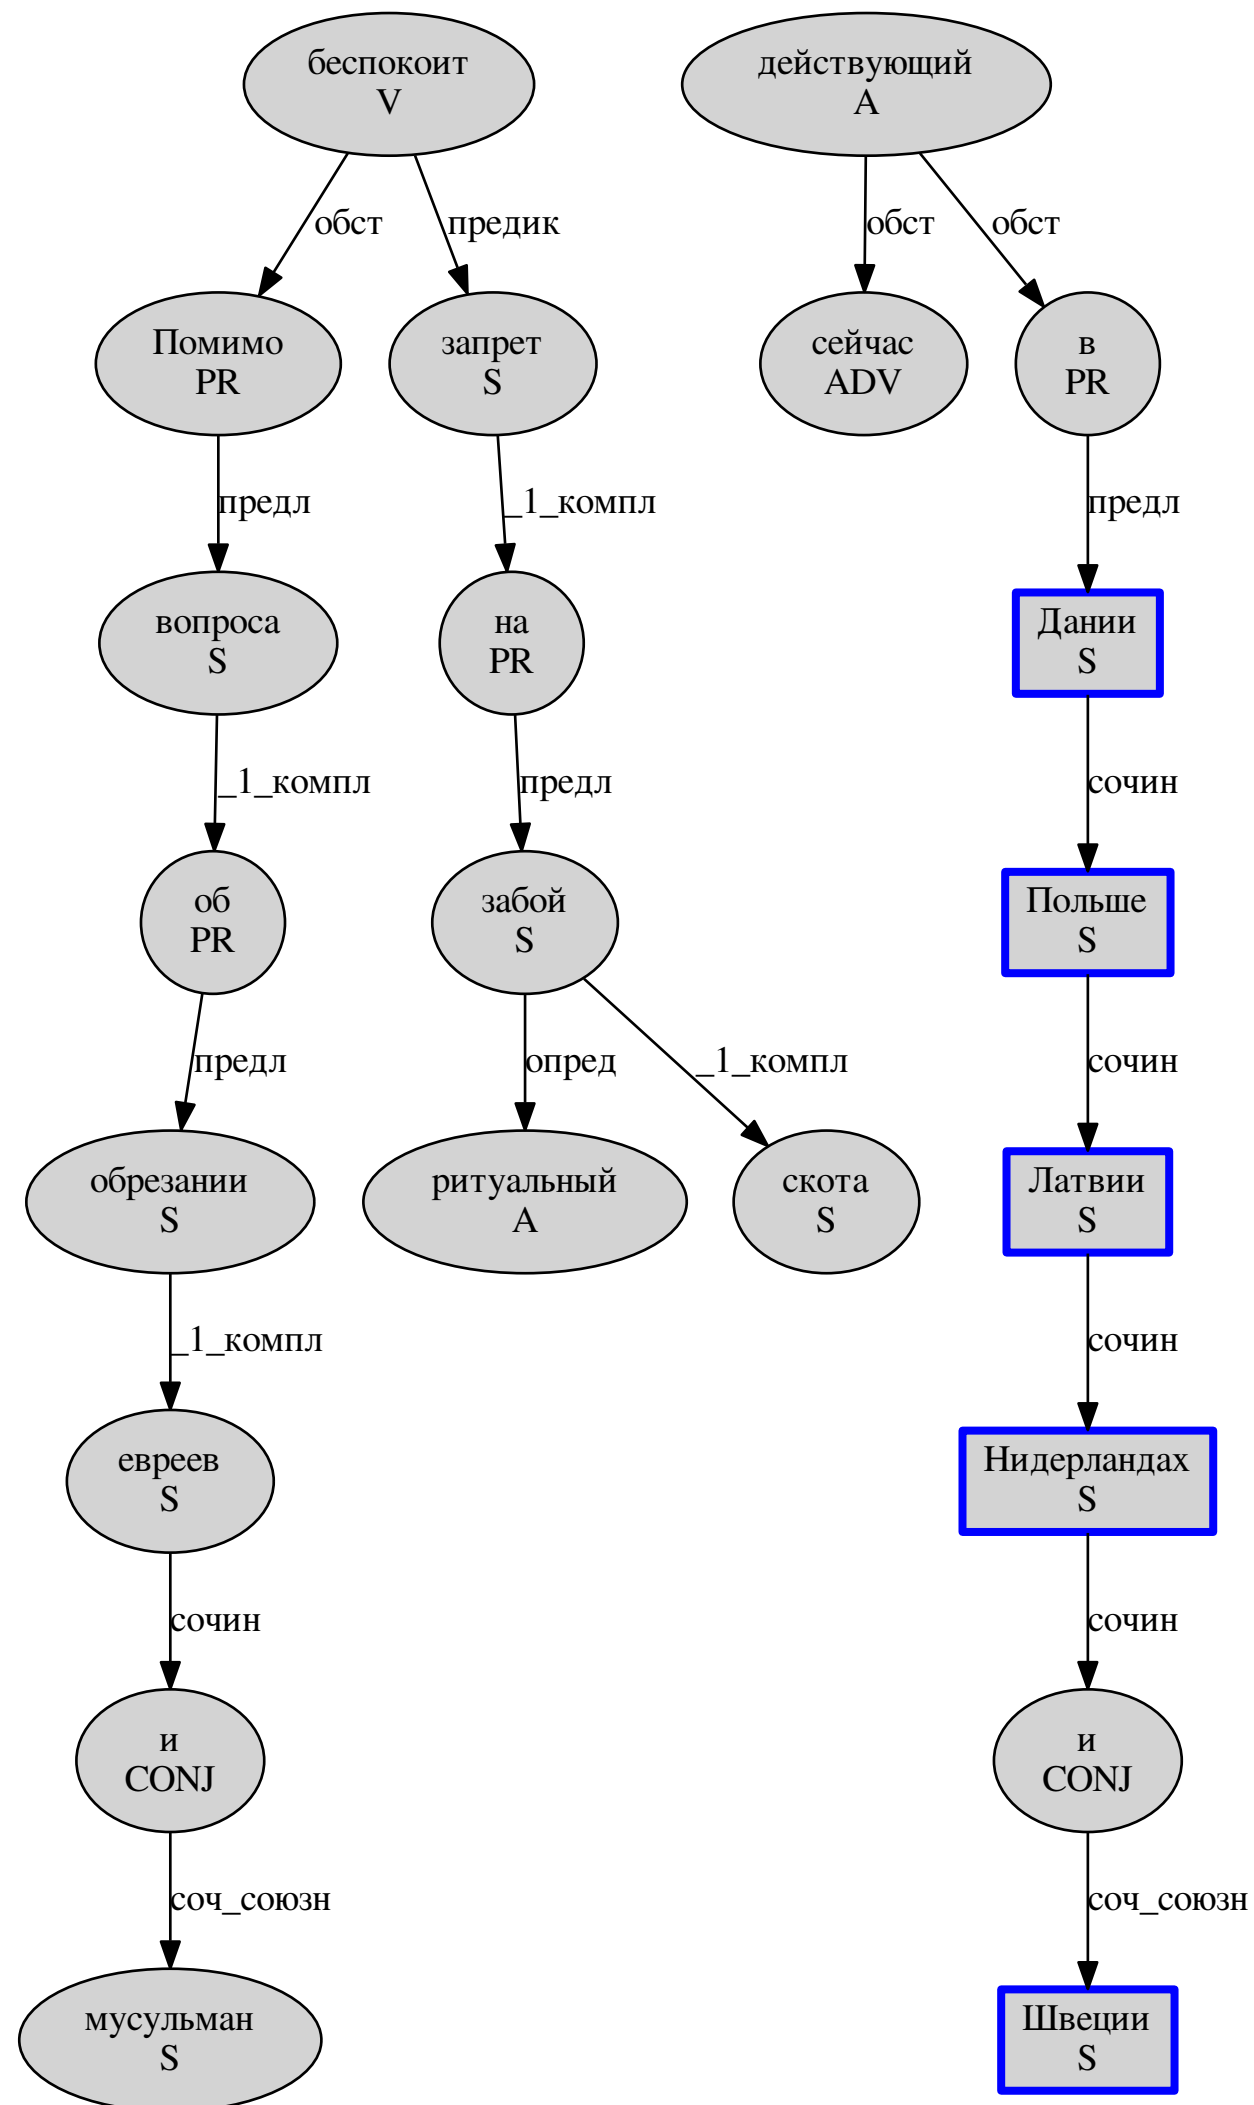 беспокоит
V
действующий
A
обст
предик
обст
обст
Помимо
PR
запрет
S
сейчас
ADV
в
PR
предл
_1_компл
предл
вопроса
S
на
PR
Дании
S
_1_компл
предл
сочин
об
PR
забой
S
Польше
S
предл
опред
_1_компл
сочин
обрезании
S
ритуальный
A
скота
S
Латвии
S
_1_компл
сочин
евреев
S
Нидерландах
S
сочин
сочин
и
CONJ
и
CONJ
соч_союзн
соч_союзн
мусульман
S
Швеции
S